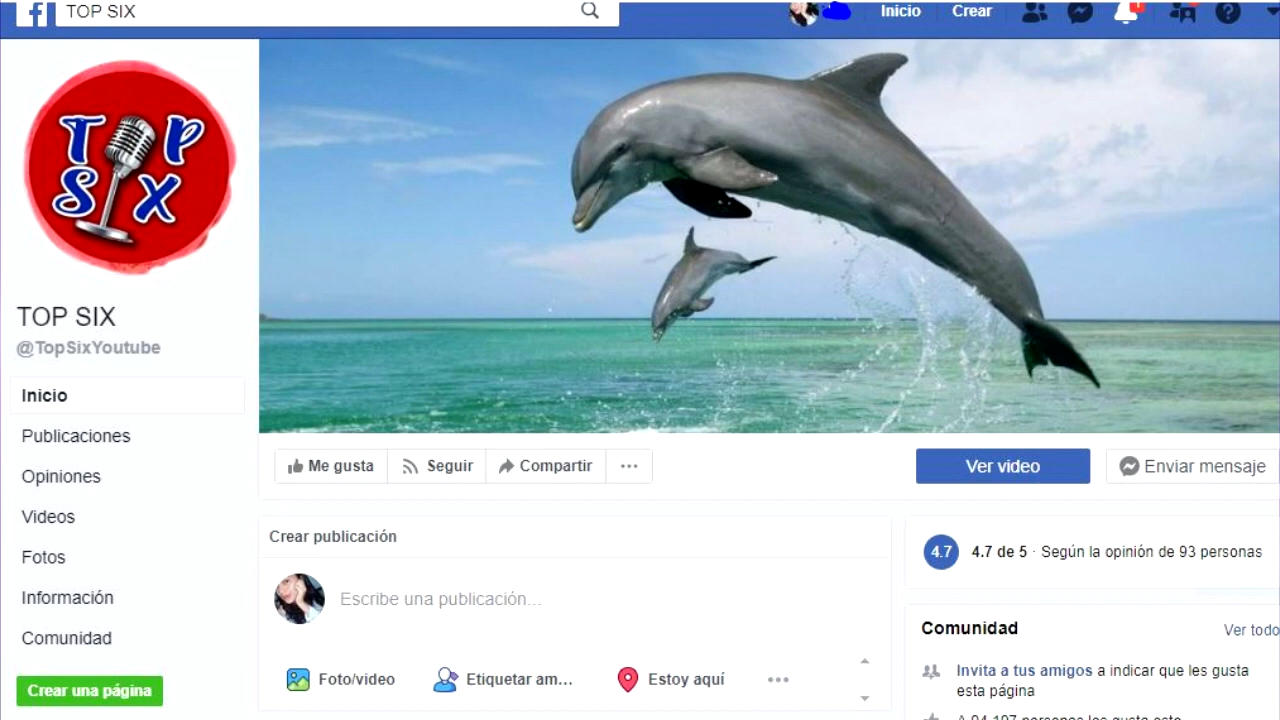 TOP SIX
Inicio
Crear
1
T P
S X
TOP SIX
@TopSixYoutube
Inicio
Publicaciones
Opiniones
Videos
Fotos
Información
Comunidad
Crear una página
Me gusta
Seguir
Compartir
Ver video
Enviar mensaje
Crear publicación
Escribe una publicación...
Foto/video
Etiquetar am...
Estoy aquí
4.7
4.7 de 5 · Según la opinión de 93 personas
Comunidad
Ver todo
Invita a tus amigos a indicar que les gusta
esta página